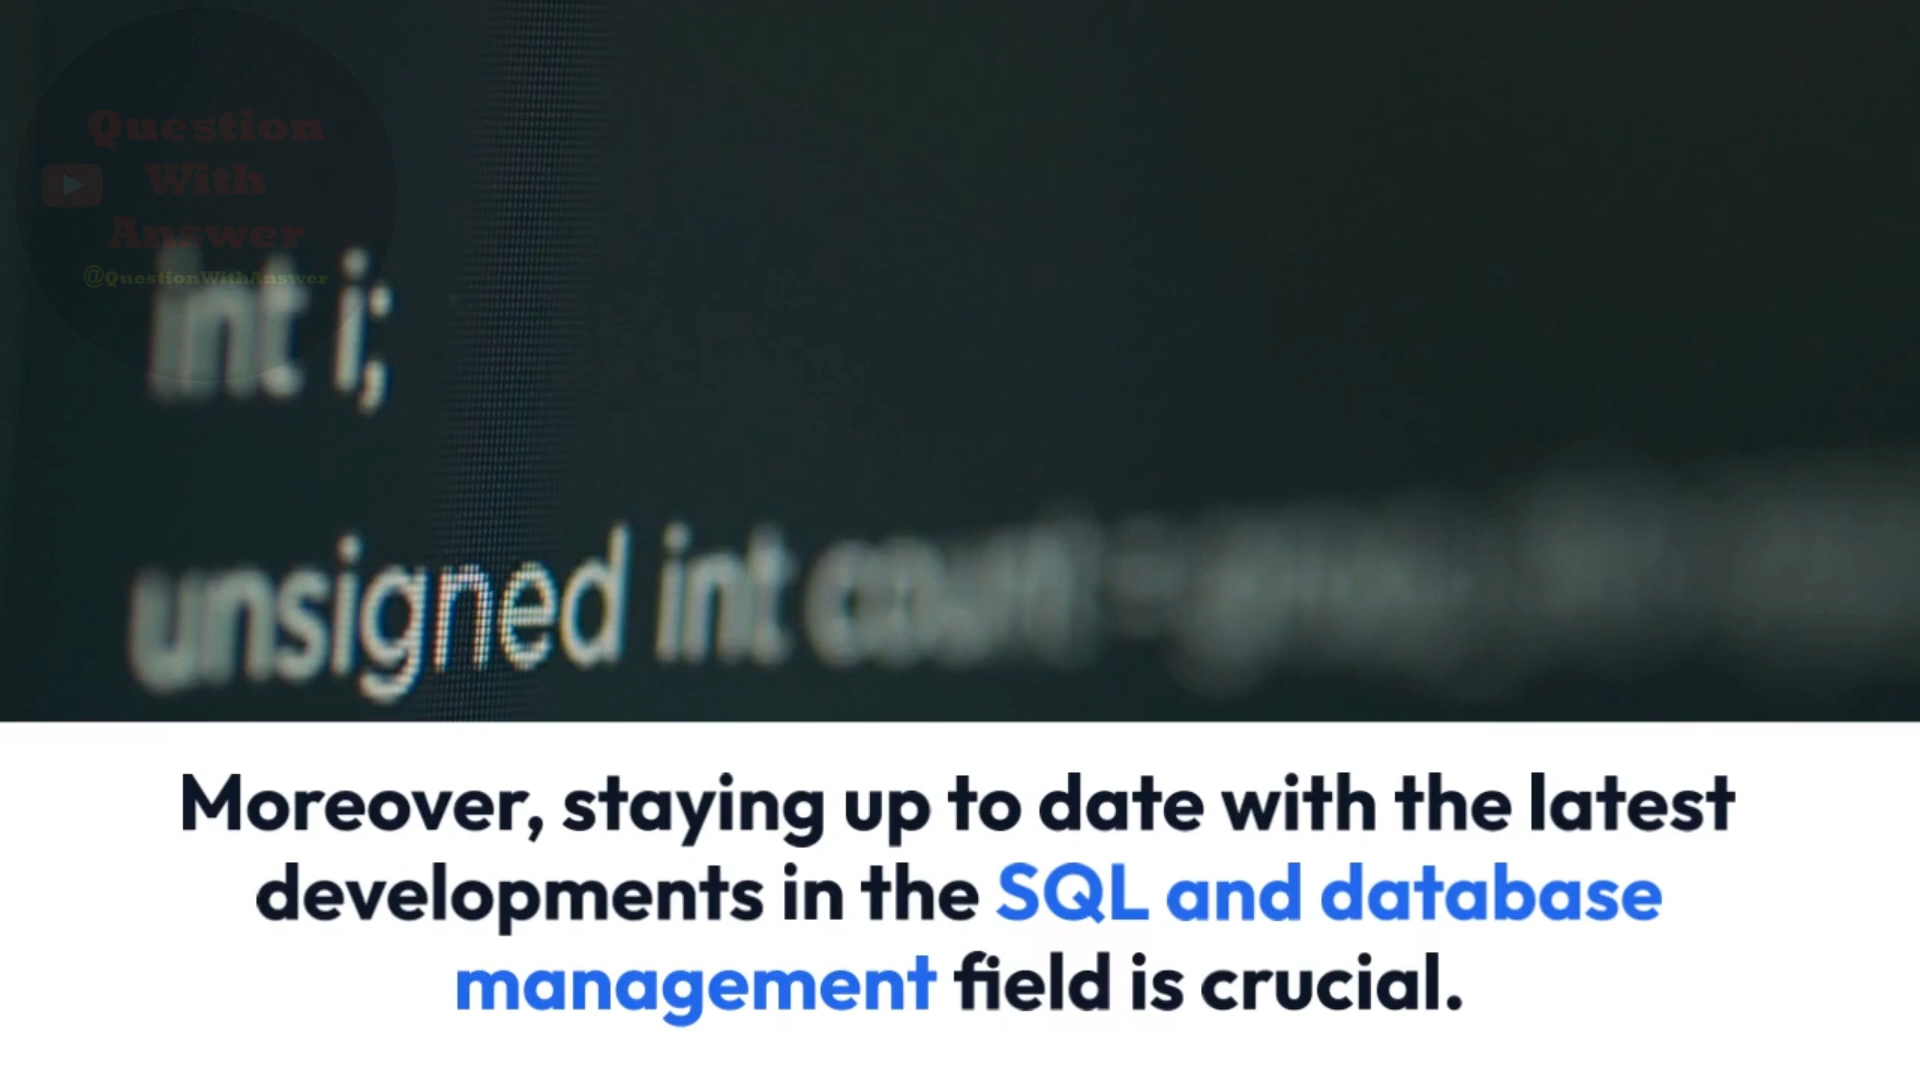 Question
With
Answer
@QuestionWithAnswer
int i;
unsigned int count =
Moreover, staying up to date with the latest
developments in the SQL and database
management field is crucial.